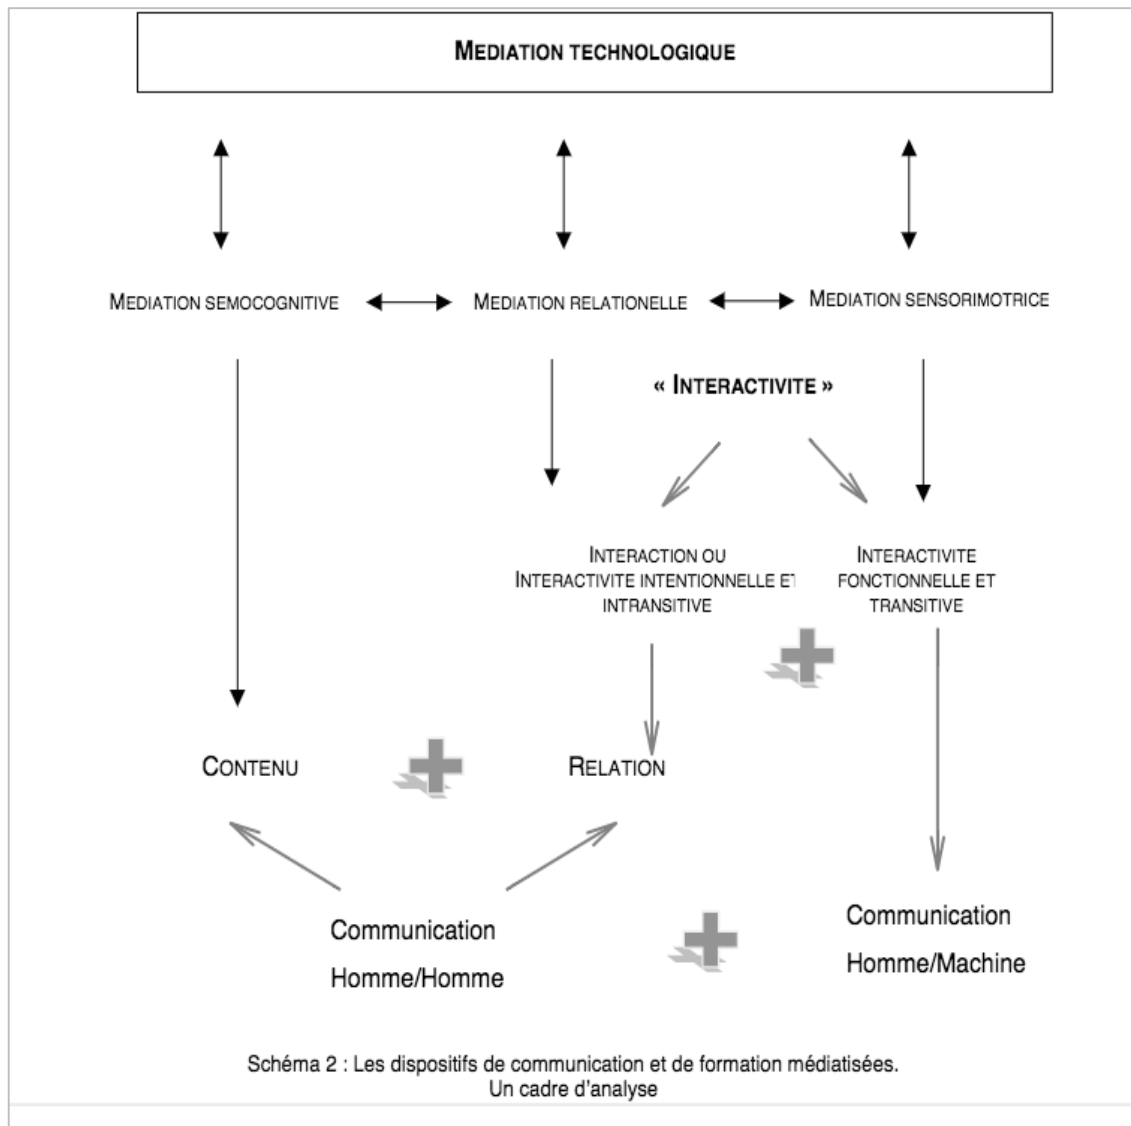 MEDIATION TECHNOLOGIQUE
MEDIATION SEMOCOGNITIVE
MEDIATION RELATIONELLE
MEDIATION SENSORIMOTRICE
« INTERACTIVITE »
INTERACTION OU
INTERACTIVITE INTENTIONNELLE ET
INTRANSITIVE
INTERACTIVITE
FONCTIONNELLE ET
TRANSITIVE
CONTENU
RELATION
Communication
Homme/Homme
Communication
Homme/Machine
Schéma 2 : Les dispositifs de communication et de formation médiatisées.
Un cadre d'analyse